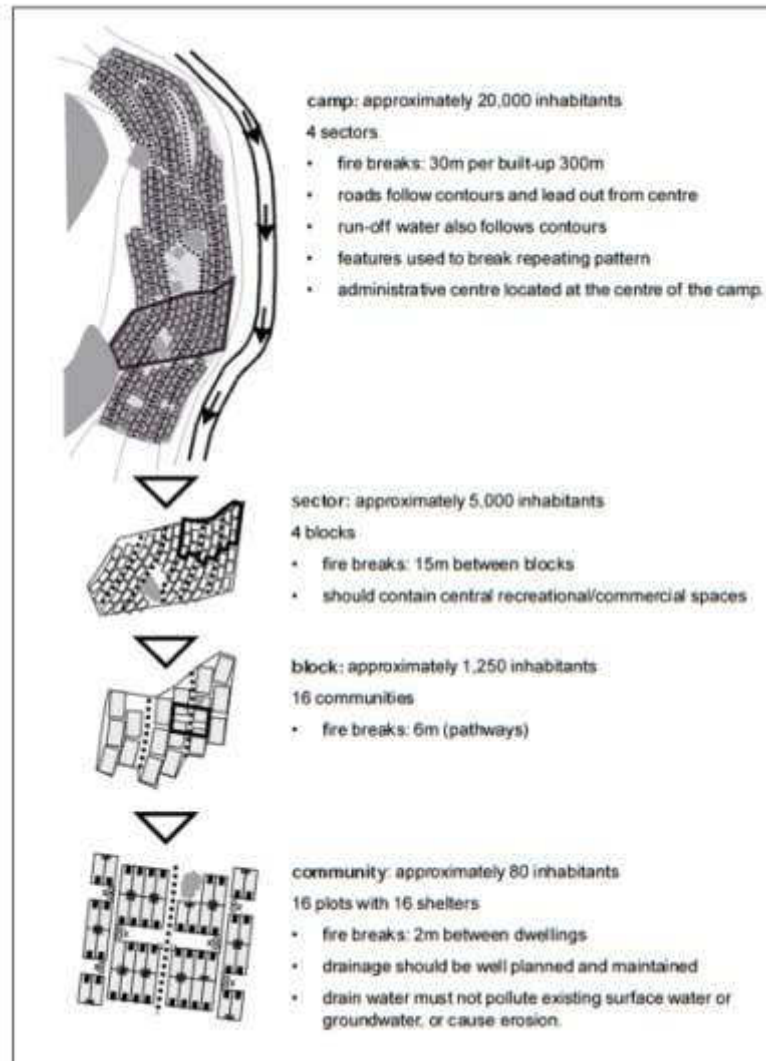 camp: approximately 20,000 inhabitants
4 sectors
• fire breaks: 30m per built-up 300m
• roads follow contours and lead out from centre
• run-off water also follows contours
• features used to break repeating pattern
• administrative centre located at the centre of the camp.
sector: approximately 5,000 inhabitants
4 blocks
• fire breaks: 15m between blocks
• should contain central recreational/commercial spaces
block: approximately 1,250 inhabitants
16 communities
• fire breaks: 6m (pathways)
community: approximately 80 inhabitants
16 plots with 16 shelters
• fire breaks: 2m between dwellings
• drainage should be well planned and maintained
• drain water must not pollute existing surface water or
groundwater, or cause erosion.